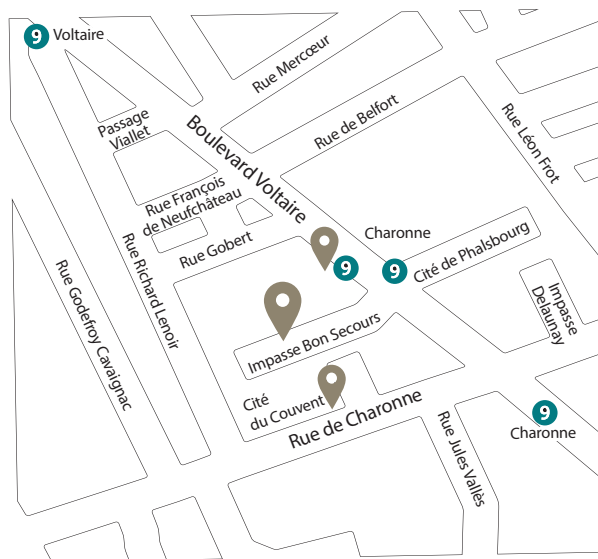 9 Voltaire
Rue Mercœur
Passage
Viallet
Boulevard Voltaire
Rue de Belfort
Rue Léon Frot
Rue François
de Neufchâteau
Rue Gobert
Charonne
9
9
Cité de Phalsbourg
Rue Richard Lenoir
Rue Godefroy Cavaignac
Impasse
Delaunay
Impasse Bon Secours
Cité
du Couvent
Rue de Charonne
9
Charonne
Rue Jules Vallès